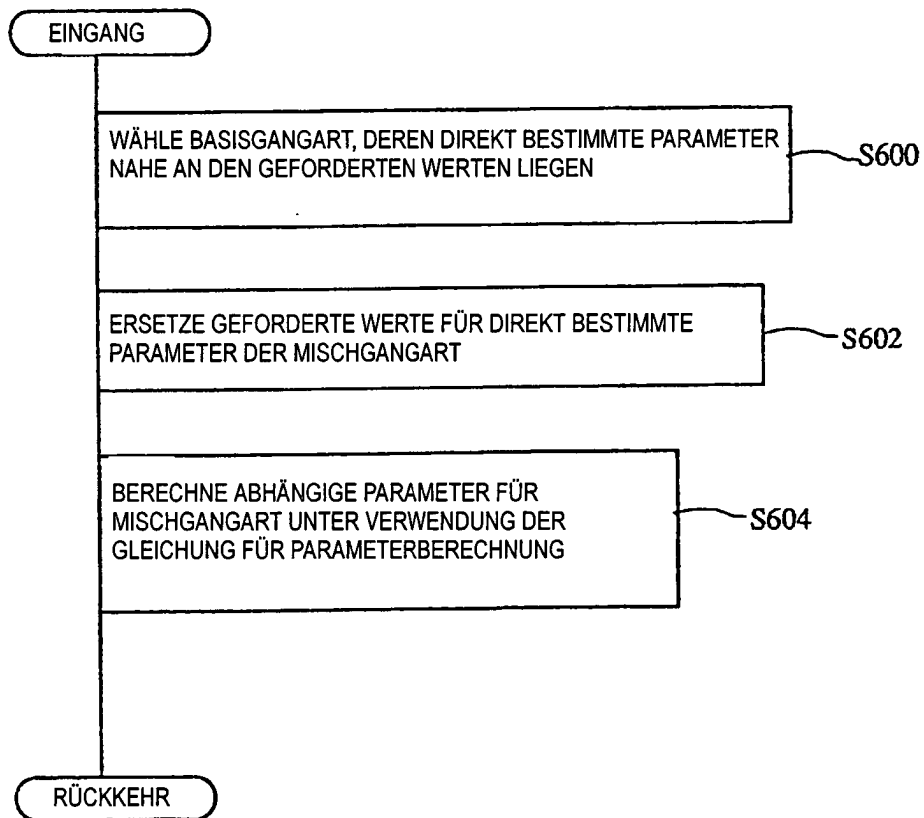 EINGANG
WÄHLE BASISGANGART, DEREN DIREKT BESTIMMTE PARAMETER
NAHE AN DEN GEFORDERTEN WERTEN LIEGEN
S600
ERSETZE GEFORDERTE WERTE FÜR DIREKT BESTIMMTE
PARAMETER DER MISCHGANGART
S602
BERECHNE ABHÄNGIGE PARAMETER FÜR
MISCHGANGART UNTER VERWENDUNG DER
GLEICHUNG FÜR PARAMETERBERECHNUNG
S604
RÜCKKEHR